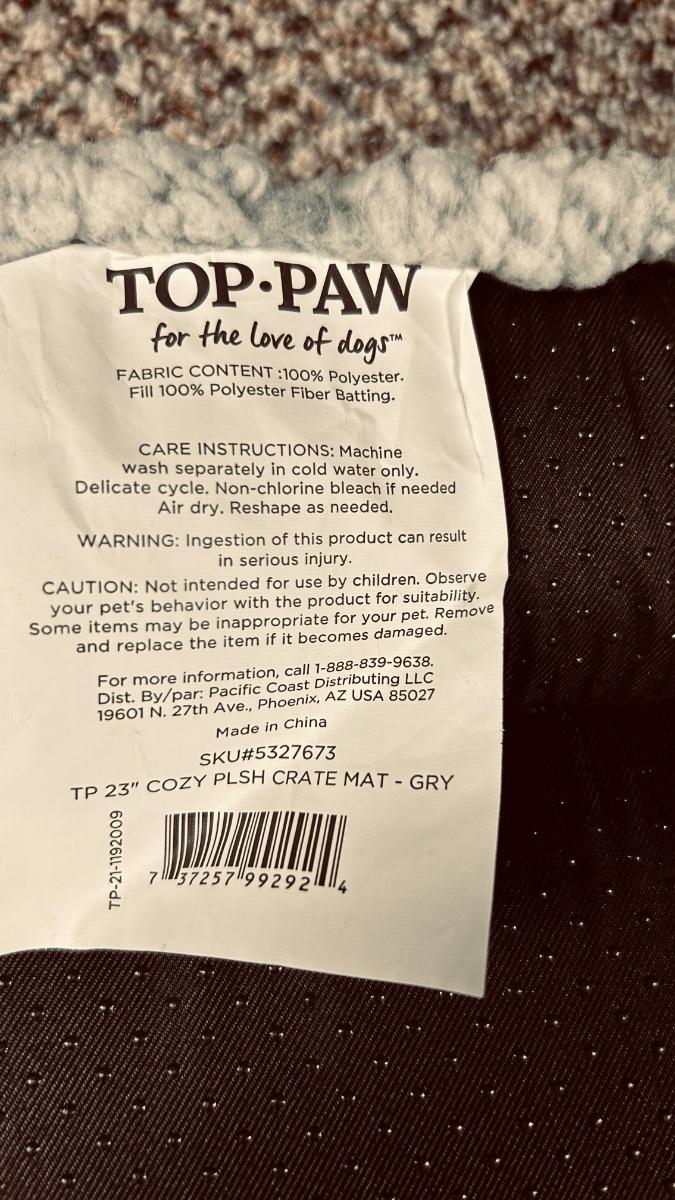 TOP•PAW
for the love of dogs™
FABRIC CONTENT :100% Polyester.
Fill 100% Polyester Fiber Batting.
CARE INSTRUCTIONS: Machine
wash separately in cold water only.
Delicate cycle. Non-chlorine bleach if needed
Air dry. Reshape as needed.
WARNING: Ingestion of this product can result
in serious injury.
CAUTION: Not intended for use by children. Observe
your pet's behavior with the product for suitability.
Some items may be inappropriate for your pet. Remove
and replace the item if it becomes damaged.
For more information, call 1-888-839-9638.
Dist. By/par: Pacific Coast Distributing LLC
19601 N. 27th Ave., Phoenix, AZ USA 85027
Made in China
SKU#5327673
TP 23" COZY PLSH CRATE MAT - GRY
TP-21-1192009
7 37257 99292 4